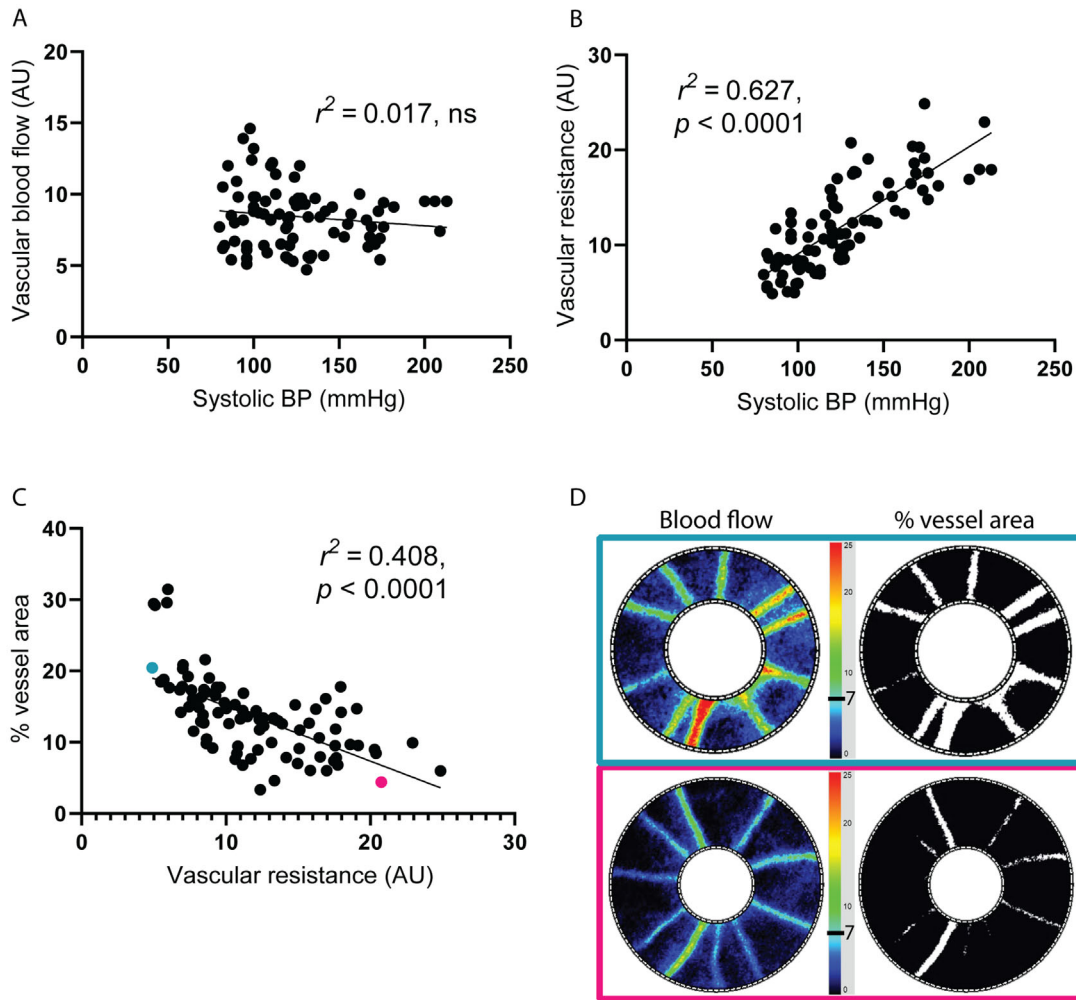 A
20
15
10
5
0
Vascular blood flow (AU)
r² = 0.017, ns
0 50 100 150 200 250
Systolic BP (mmHg)
B
30
20
10
0
Vascular resistance (AU)
r² = 0.627,
p < 0.0001
0 50 100 150 200 250
Systolic BP (mmHg)
C
40
30
20
10
0
% vessel area
r² = 0.408,
p < 0.0001
0 10 20 30
Vascular resistance (AU)
D
Blood flow % vessel area
25
20
15
10
7
0
25
20
10
7
0